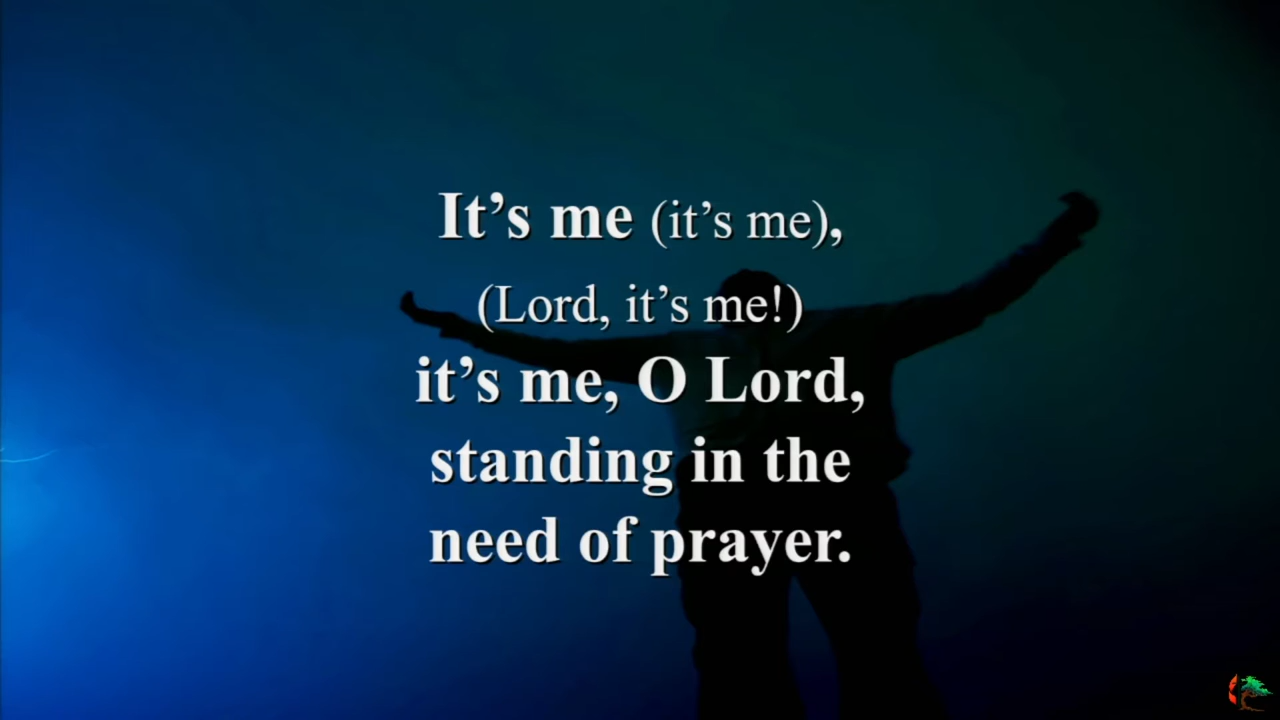 It’s me (it’s me),
(Lord, it’s me!)
it’s me, O Lord,
standing in the
need of prayer.